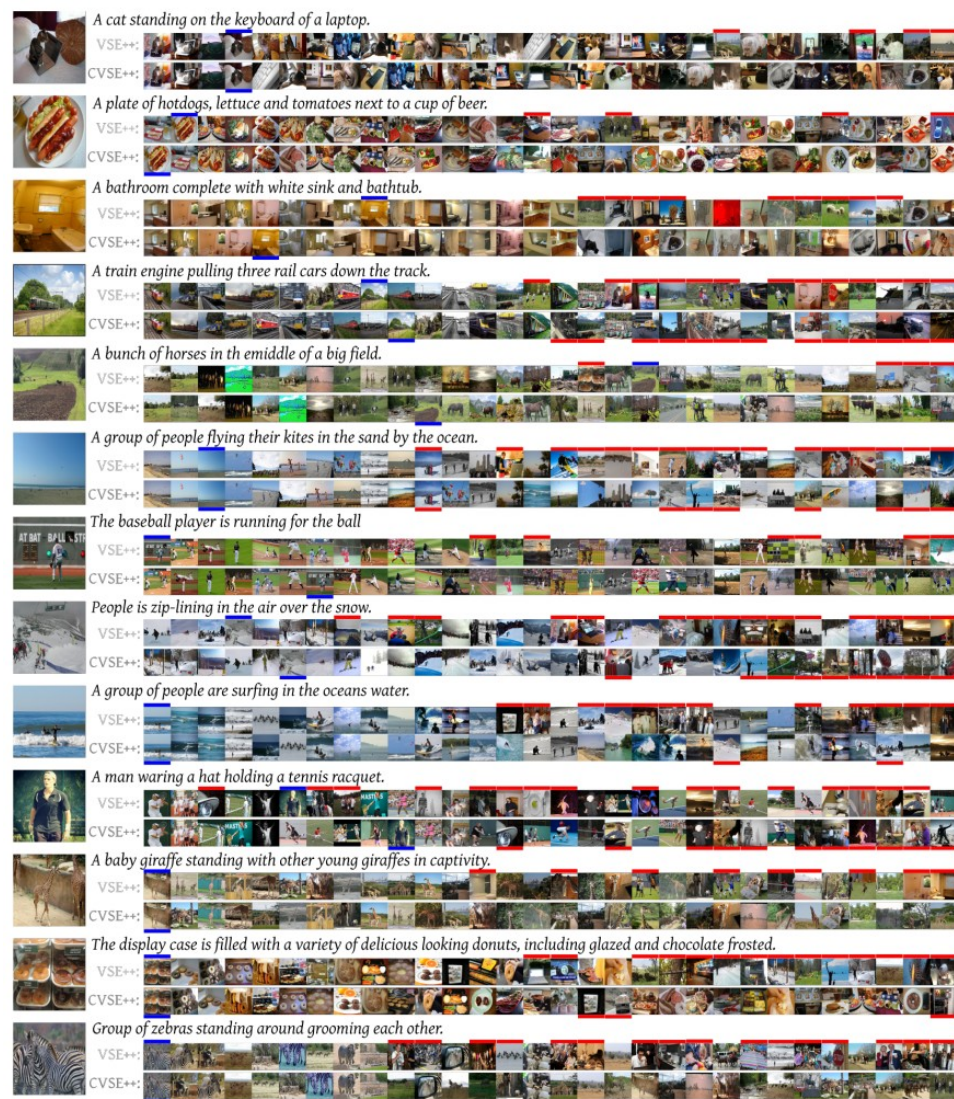 A cat standing on the keyboard of a laptop.
VSE++:
CVSE++:
A plate of hotdogs, lettuce and tomatoes next to a cup of beer.
VSE++:
CVSE++:
A bathroom complete with white sink and bathtub.
VSE++:
CVSE++:
A train engine pulling three rail cars down the track.
VSE++:
CVSE++:
A bunch of horses in th emiddle of a big field.
VSE++:
CVSE++:
A group of people flying their kites in the sand by the ocean.
VSE++:
CVSE++:
The baseball player is running for the ball
AT BAT BALL STR
VSE++:
CVSE++:
People is zip-lining in the air over the snow.
VSE++:
CVSE++:
A group of people are surfing in the oceans water.
VSE++:
CVSE++:
A man waring a hat holding a tennis racquet.
VSE++:
CVSE++:
A baby giraffe standing with other young giraffes in captivity.
VSE++:
CVSE++:
The display case is filled with a variety of delicious looking donuts, including glazed and chocolate frosted.
VSE++:
CVSE++:
Group of zebras standing around grooming each other.
VSE++:
CVSE++: